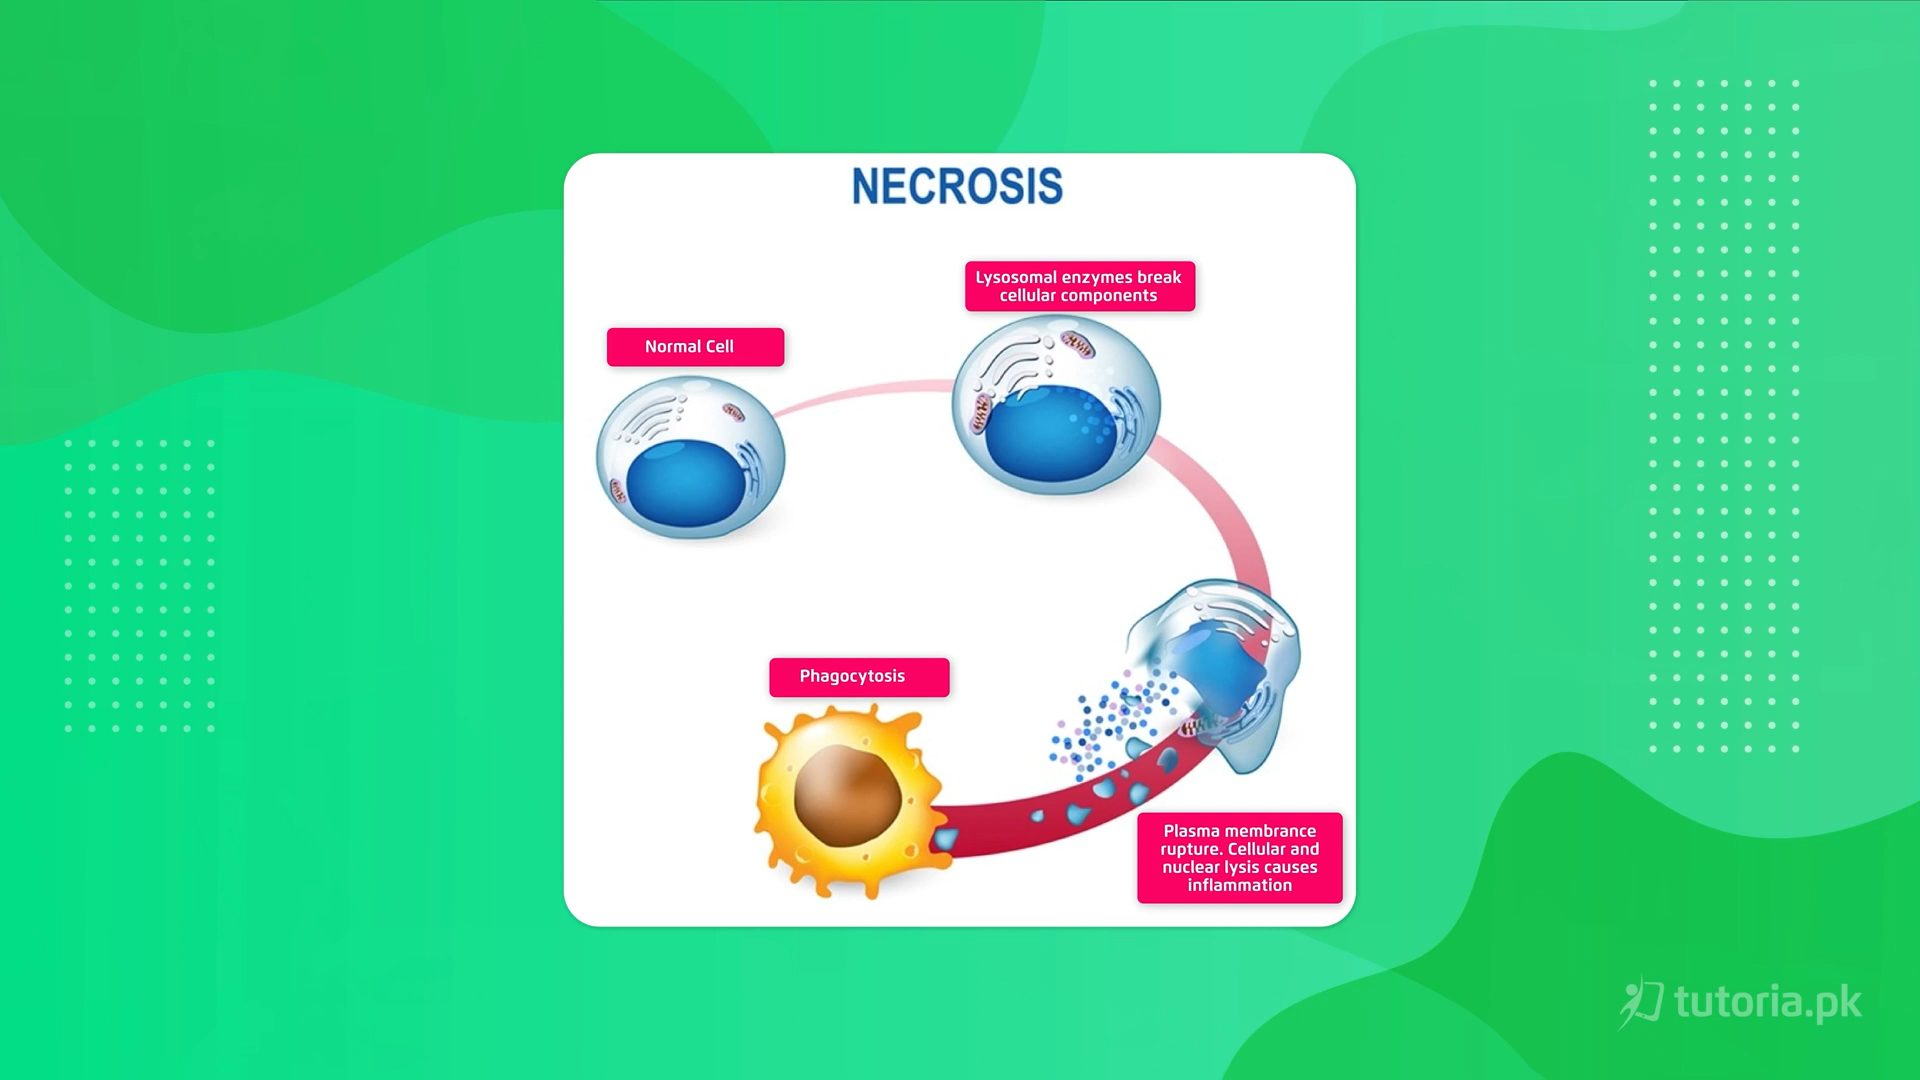 NECROSIS
Lysosomal enzymes break
cellular components
Normal Cell
Phagocytosis
Plasma membrance
rupture. Cellular and
nuclear lysis causes
inflammation
tutoria.pk